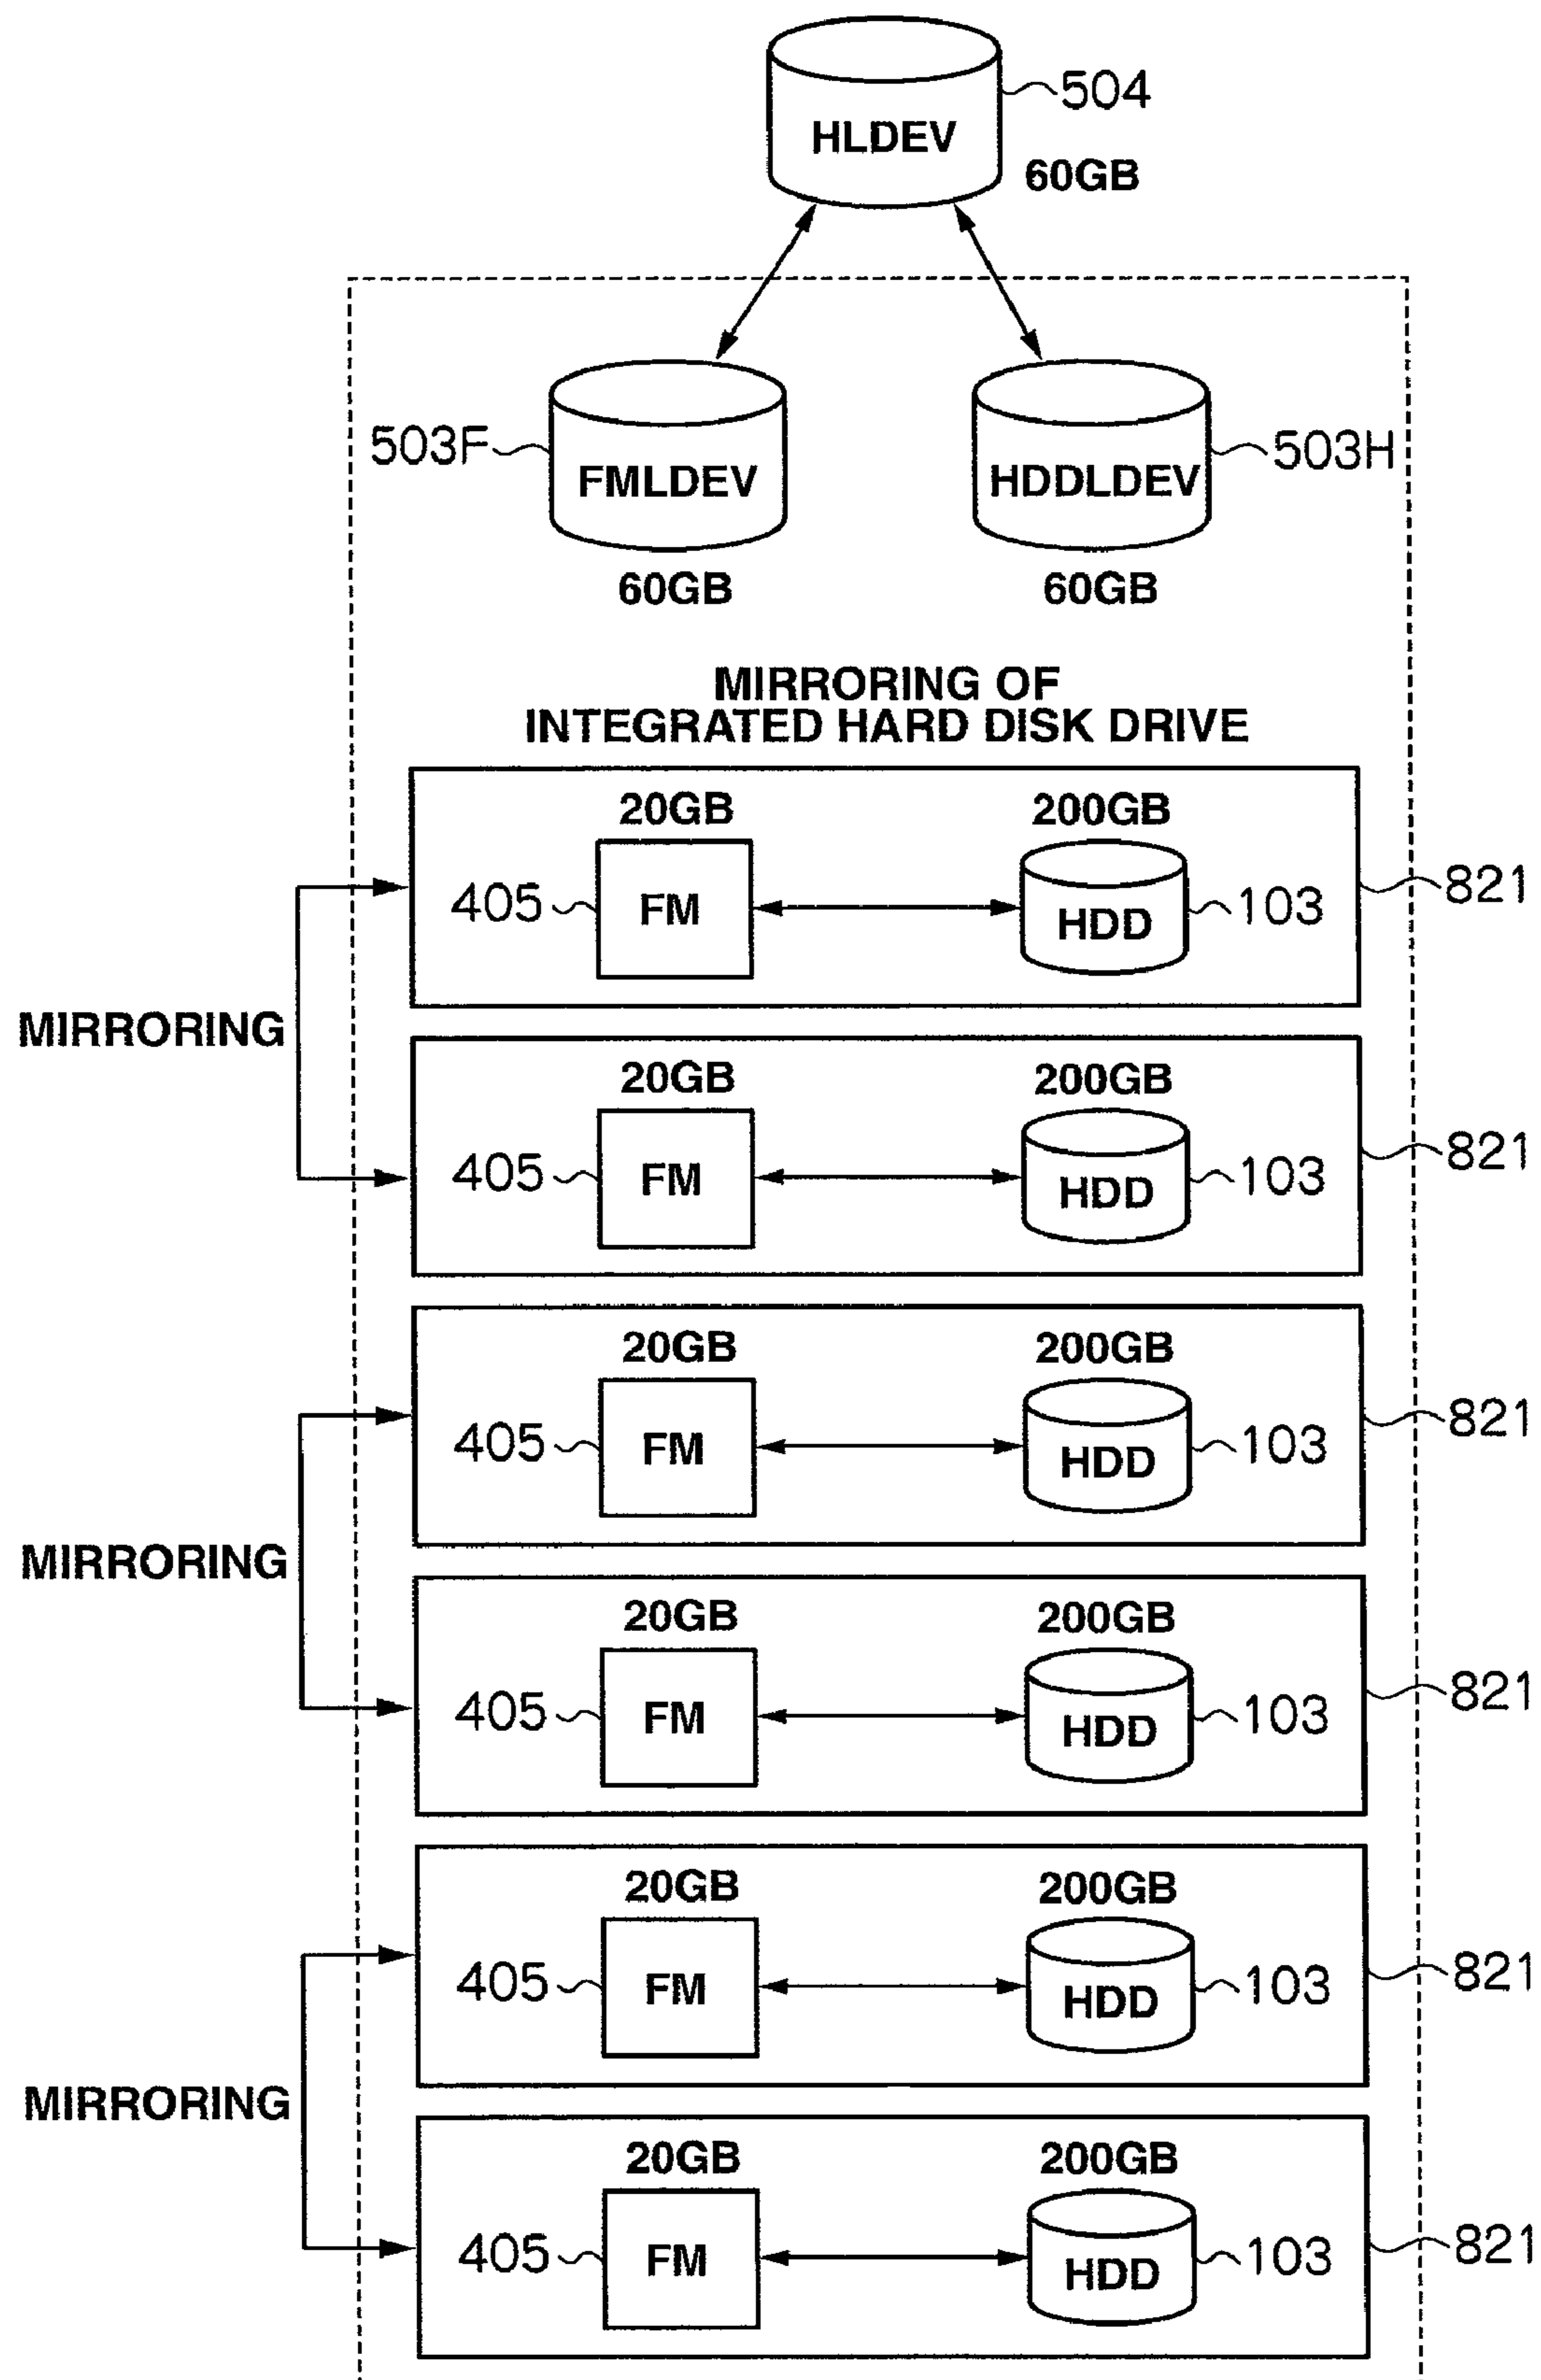 504
HLDEV
60GB
503F
FMLDEV
HDDLDEV
503H
60GB
60GB
MIRRORING OF
INTEGRATED HARD DISK DRIVE
20GB
200GB
405
FM
HDD
103
821
MIRRORING
20GB
200GB
405
FM
HDD
103
821
20GB
200GB
405
FM
HDD
103
821
MIRRORING
20GB
200GB
405
FM
HDD
103
821
20GB
200GB
405
FM
HDD
103
821
MIRRORING
20GB
200GB
405
FM
HDD
103
821